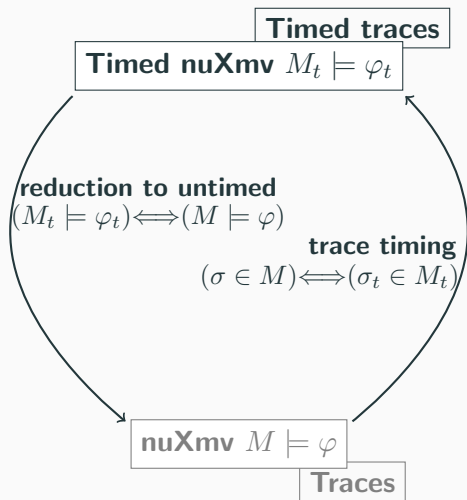 Timed traces
Timed nuXmv $M_t \models \varphi_t$
reduction to untimed
$(M_t \models \varphi_t) \Longleftrightarrow (M \models \varphi)$
trace timing
$(\sigma \in M) \Longleftrightarrow (\sigma_t \in M_t)$
nuXmv $M \models \varphi$
Traces